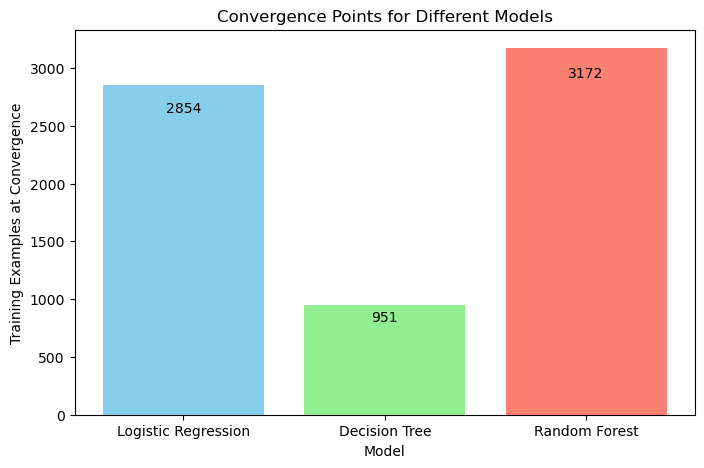 Convergence Points for Different Models
Training Examples at Convergence
3000
2500
2000
1500
1000
500
0
2854
951
3172
Logistic Regression
Decision Tree
Random Forest
Model